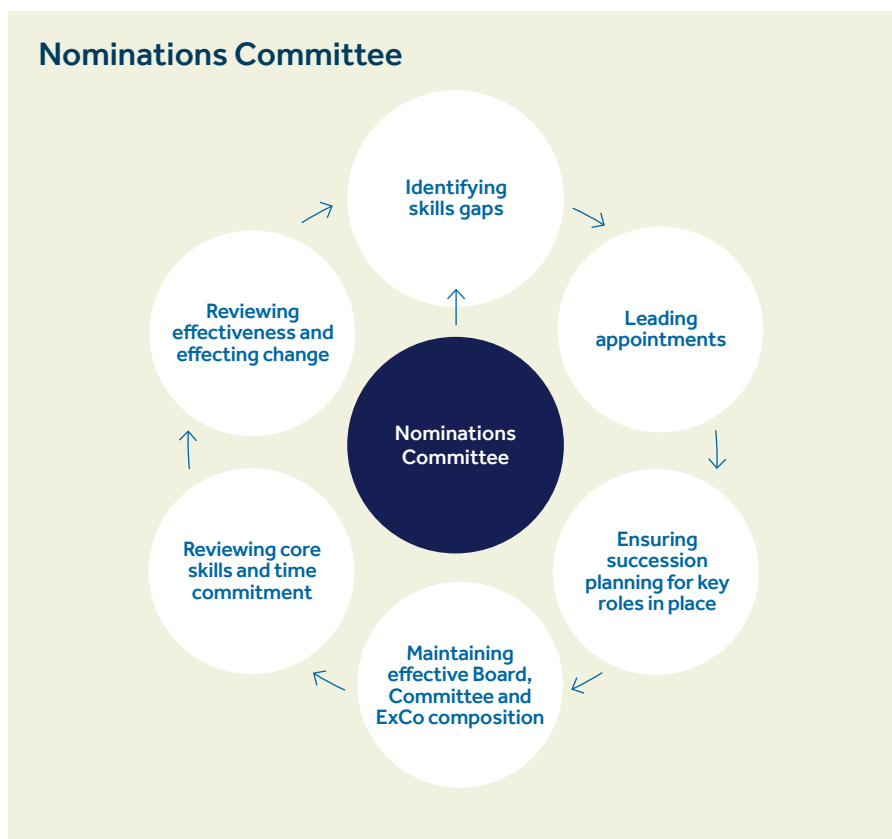 Nominations Committee
Identifying
skills gaps
Leading
appointments
Ensuring
succession
planning for key
roles in place
Maintaining
effective Board,
Committee and
ExCo composition
Reviewing core
skills and time
commitment
Reviewing
effectiveness and
effecting change
Nominations
Committee